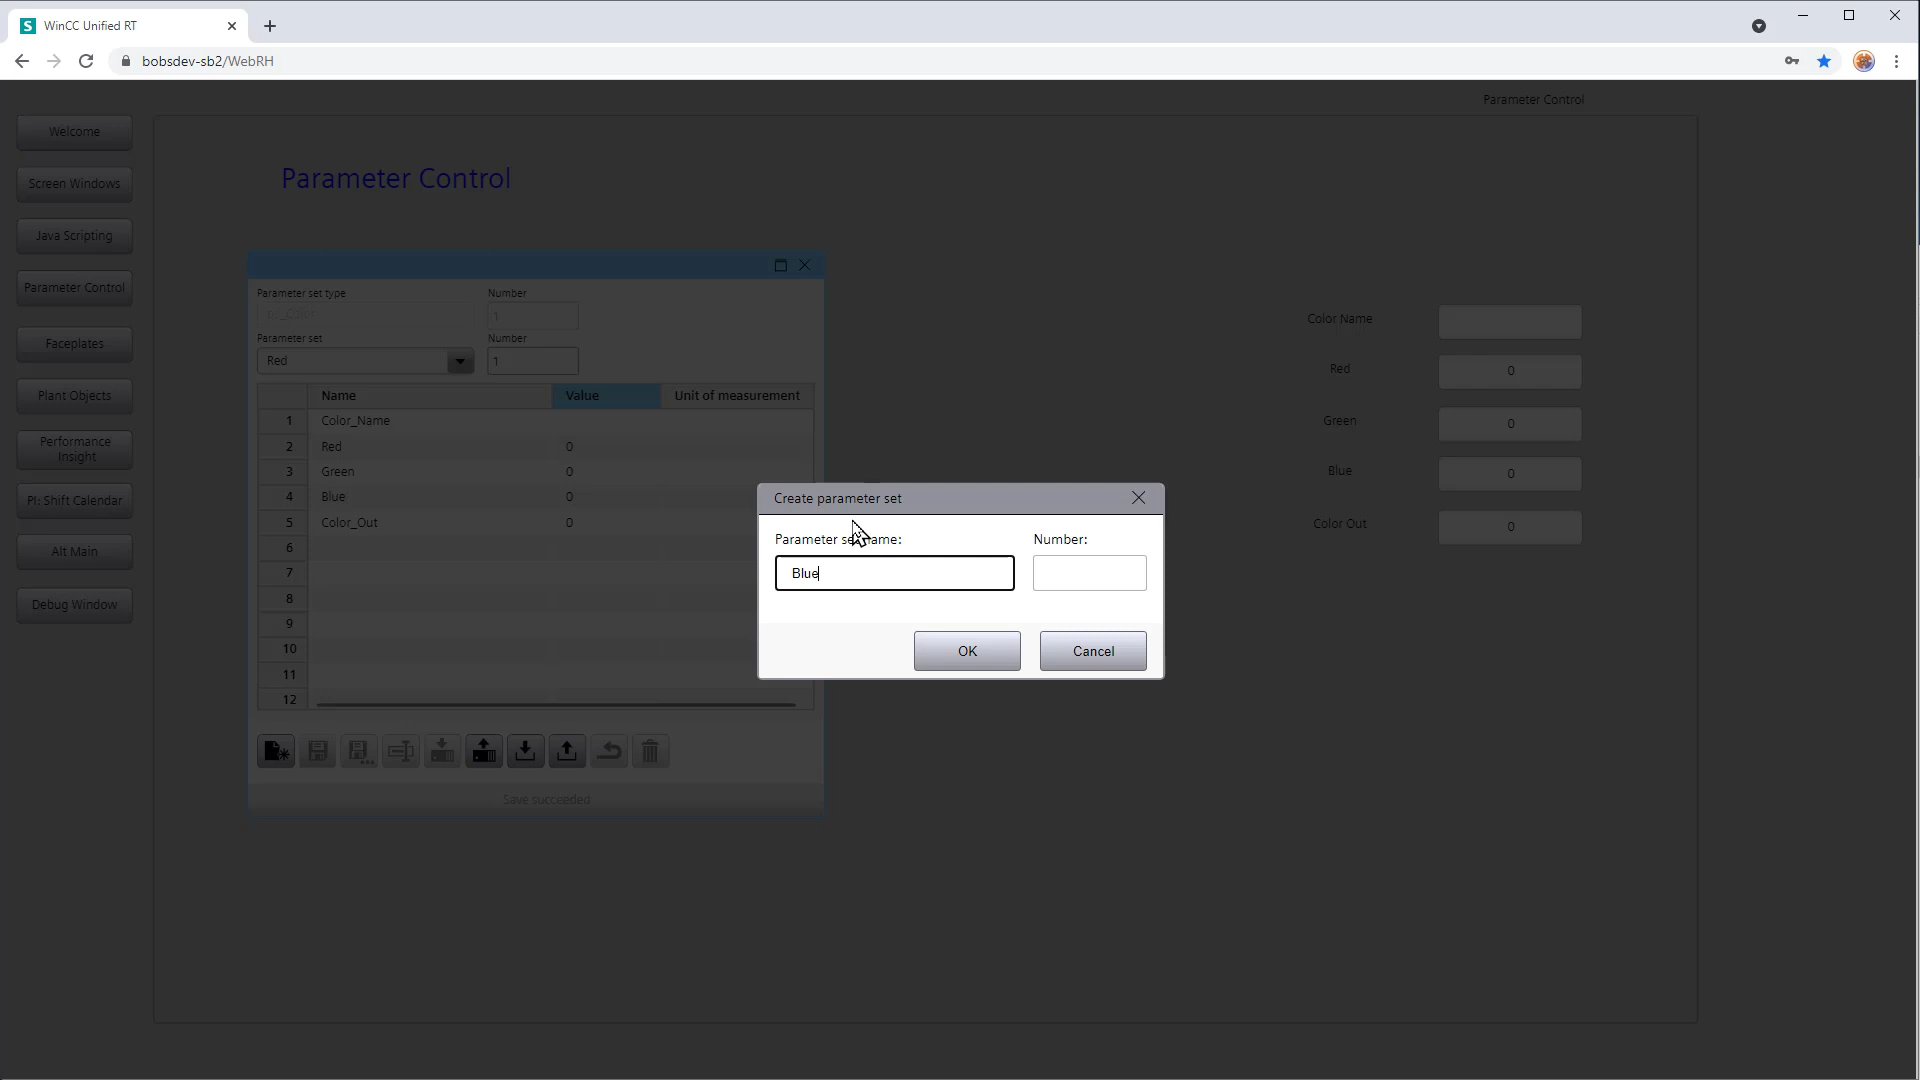 WinCC Unified RT
bobsdev-sb2/WebRH
Parameter Control
Welcome
Screen Windows
Java Scripting
Parameter Control
Faceplates
Plant Objects
Performance
Insight
PI: Shift Calendar
Alt Main
Debug Window
Parameter Control
Parameter set type
Number
1
Parameter set
Number
Red
1
Name Value Unit of measurement
1 Color_Name
2 Red 0
3 Green 0
4 Blue 0
5 Color_Out 0
6
7
8
9
10
11
12
Save succeeded
Create parameter set
Number:
Blue
OK Cancel
Color Name
Red 0
Green 0
Blue 0
Color Out 0